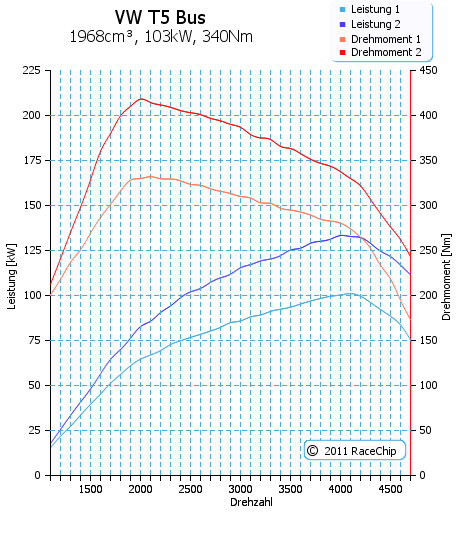 VW T5 Bus
1968cm³, 103kW, 340Nm
Leistung 1
Leistung 2
Drehmoment 1
Drehmoment 2
225
200
175
150
125
100
75
50
25
0
Leistung [kW]
450
400
350
300
250
200
150
100
50
0
Drehmoment [Nm]
1500 2000 2500 3000 3500 4000 4500
Drehzahl
© 2011 RaceChip